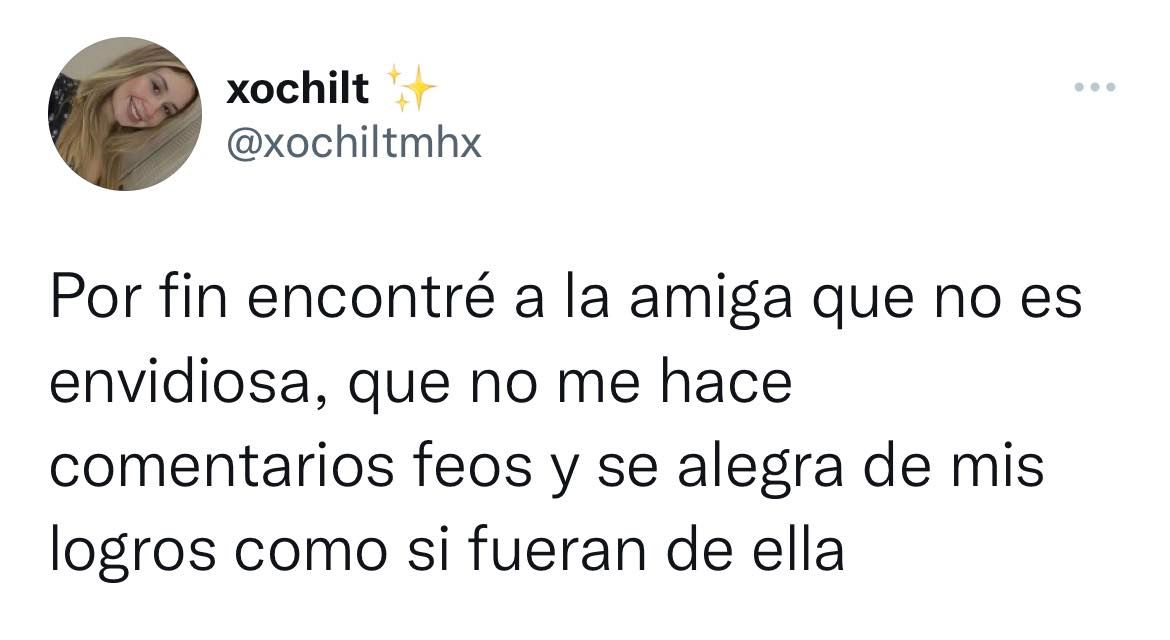 xochilt ✨
@xochiltmhx
Por fin encontré a la amiga que no es
envidiosa, que no me hace
comentarios feos y se alegra de mis
logros como si fueran de ella